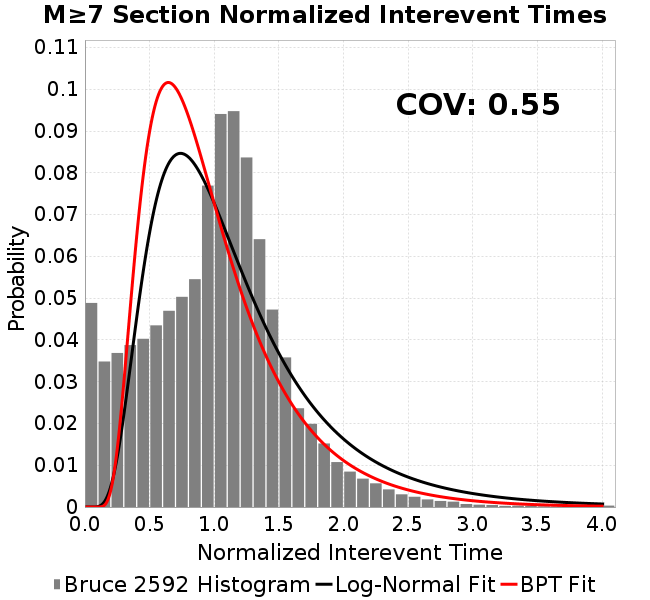 M≥7 Section Normalized Interevent Times
COV: 0.55
Probability
0.11
0.1
0.09
0.08
0.07
0.06
0.05
0.04
0.03
0.02
0.01
0
0.0 0.5 1.0 1.5 2.0 2.5 3.0 3.5 4.0
Normalized Interevent Time
Bruce 2592 Histogram Log-Normal Fit BPT Fit